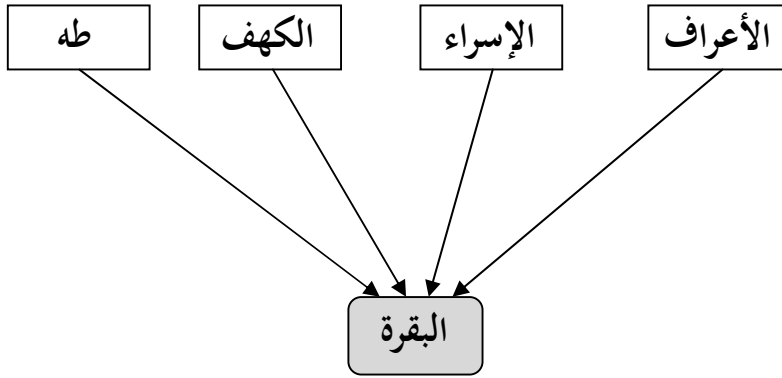 الأعراف
الإسراء
الكهف
طه
البقرة